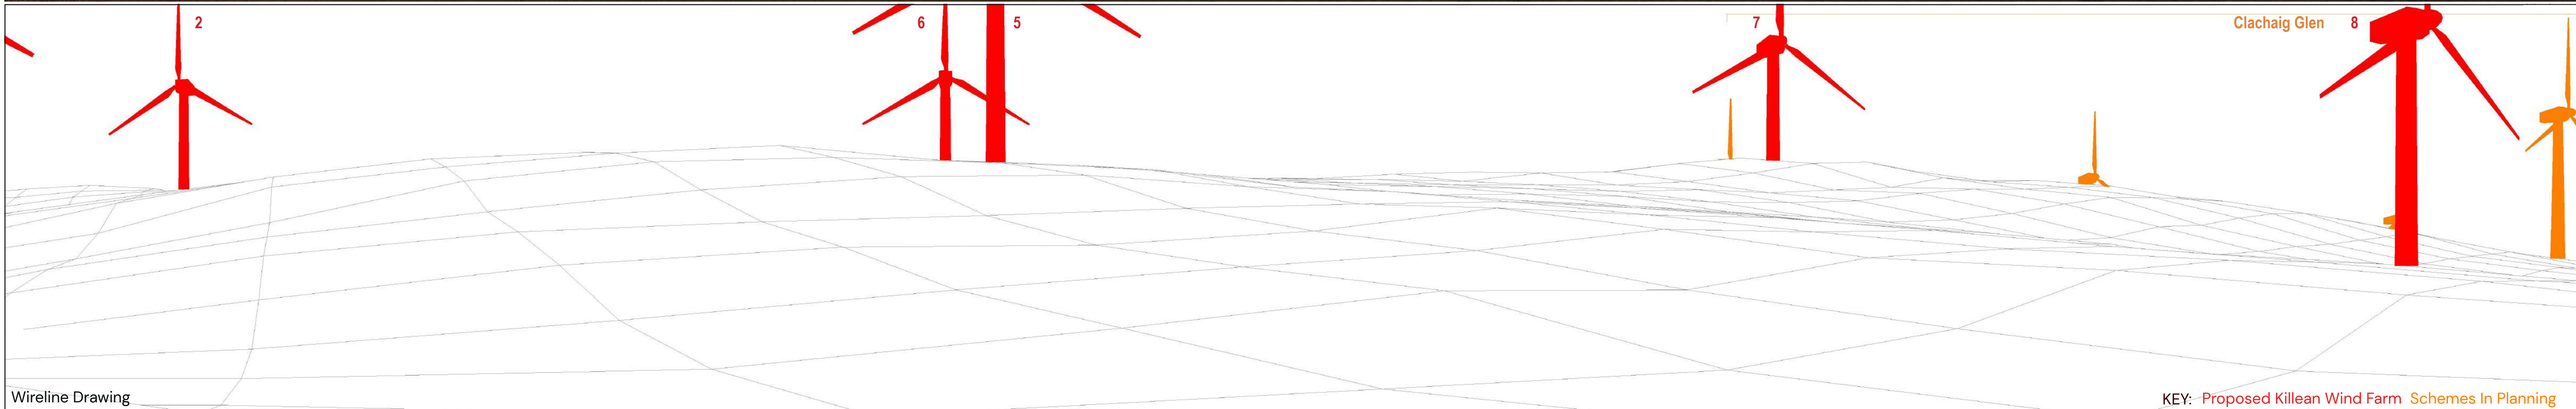 2
6
5
7
Clachaig Glen
8
Wireline Drawing
KEY: Proposed Killean Wind Farm Schemes In Planning